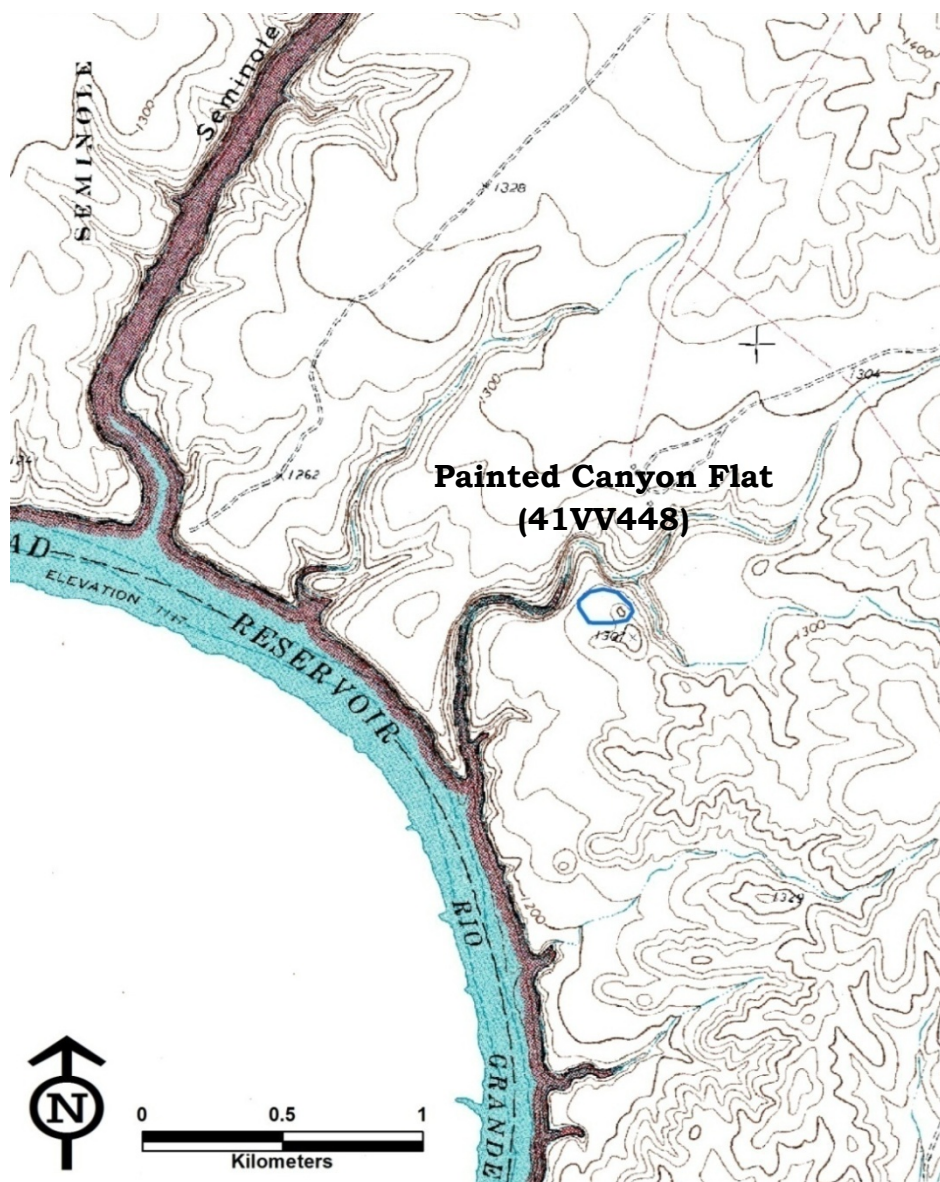 Seminole
SEMINOLE
1300
1400
1328
1300
1304
1262
Painted Canyon Flat
(41VV448)
AD
ELEVATION
RESERVOIR
1300
1329
1200
RIO
GRANDE
N
0 0.5 1
Kilometers